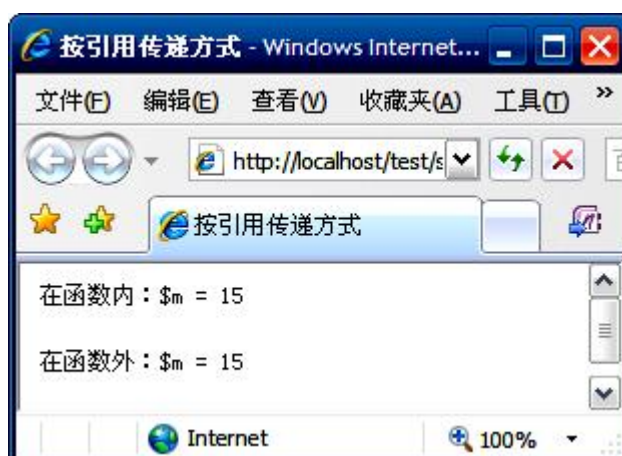 按引用传递方式 - Windows Internet...
文件(F) 编辑(E) 查看(V) 收藏夹(A) 工具(T) »
http://localhost/test/s
按引用传递方式
在函数内：$m = 15
在函数外：$m = 15
Internet 100%